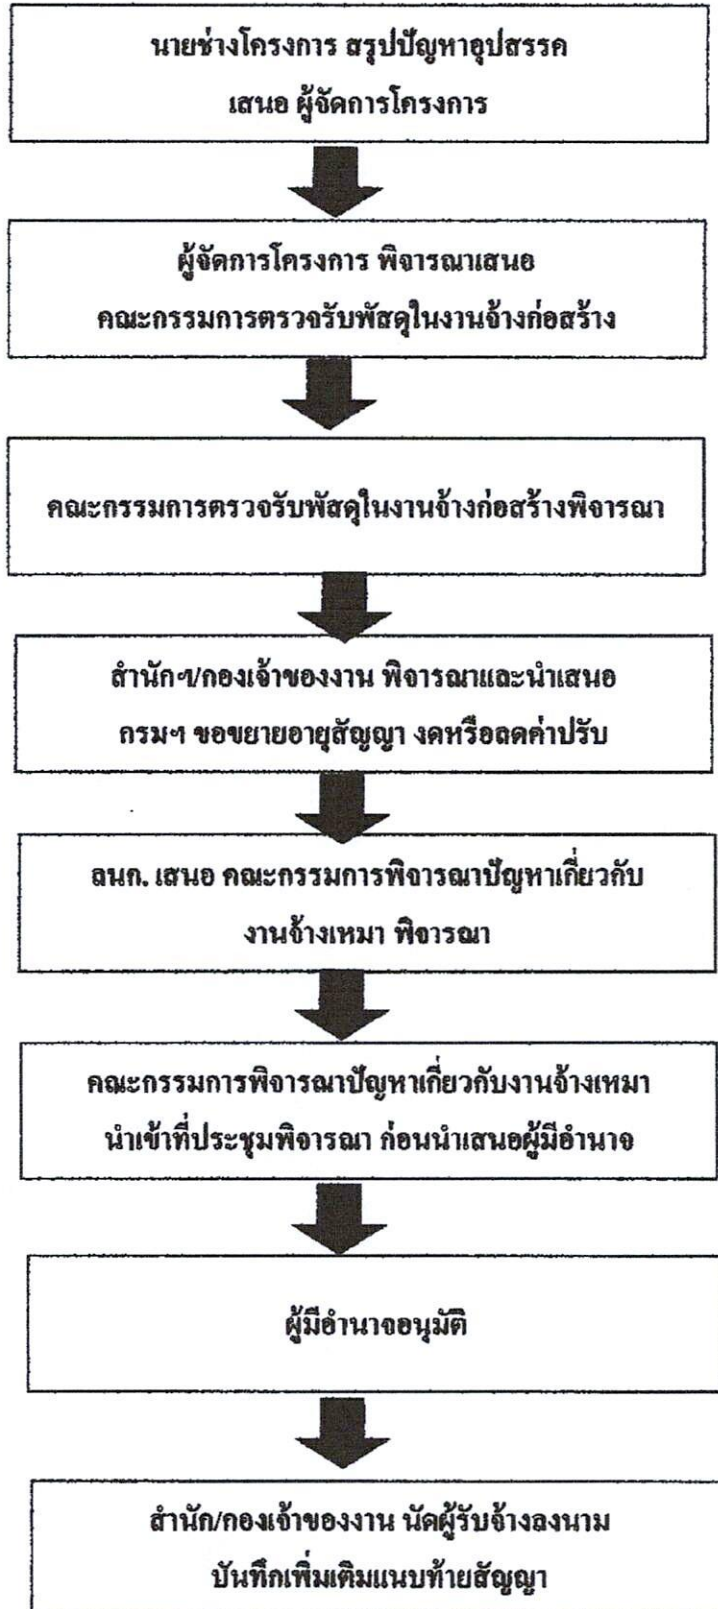 นายช่างโครงการ สรุปปัญหาอุปสรรค
เสนอ ผู้จัดการโครงการ
ผู้จัดการโครงการ พิจารณาเสนอ
คณะกรรมการตรวจรับพัสดุในงานจ้างก่อสร้าง
คณะกรรมการตรวจรับพัสดุในงานจ้างก่อสร้างพิจารณา
สำนักฯ/กองเจ้าของงาน พิจารณาและนำเสนอ
กรมฯ ขอขยายอายุสัญญา งดหรือลดค่าปรับ
ลนก. เสนอ คณะกรรมการพิจารณาปัญหาเกี่ยวกับ
งานจ้างเหมา พิจารณา
คณะกรรมการพิจารณาปัญหาเกี่ยวกับงานจ้างเหมา
นำเข้าที่ประชุมพิจารณา ก่อนนำเสนอผู้มีอำนาจ
ผู้มีอำนาจอนุมัติ
สำนัก/กองเจ้าของงาน นัดผู้รับจ้างลงนาม
บันทึกเพิ่มเติมแนบท้ายสัญญา